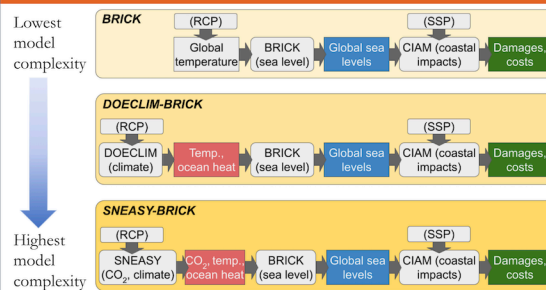 Lowest
model
complexity
Highest
model
complexity
BRICK
(RCP)
(SSP)
Global
temperature
BRICK
(sea level)
Global sea
levels
CIAM (coastal
impacts)
Damages,
costs
DOECLIM-BRICK
(RCP)
(SSP)
DOECLIM
(climate)
Temp.,
ocean heat
BRICK
(sea level)
Global sea
levels
CIAM (coastal
impacts)
Damages,
costs
SNEASY-BRICK
(RCP)
(SSP)
SNEASY
(CO₂, climate)
CO₂, temp.,
ocean heat
BRICK
(sea level)
Global sea
levels
CIAM (coastal
impacts)
Damages,
costs